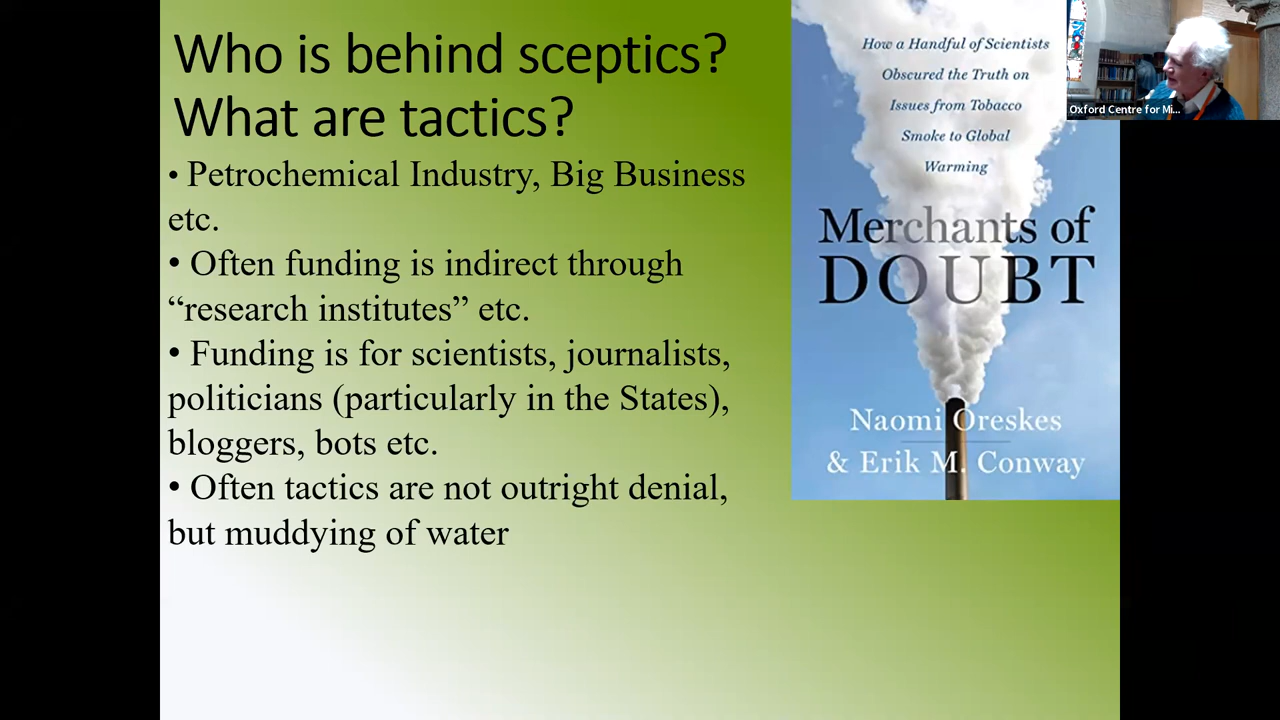 Who is behind sceptics?
What are tactics?
• Petrochemical Industry, Big Business
etc.
• Often funding is indirect through
“research institutes” etc.
• Funding is for scientists, journalists,
politicians (particularly in the States),
bloggers, bots etc.
• Often tactics are not outright denial,
but muddying of water
How a Handful of Scientists
Obscured the Truth on
Issues from Tobacco
Smoke to Global
Warming
Merchants of
DOUBT
Naomi Oreskes
& Erik M. Conway
Oxford Centre for Mi...